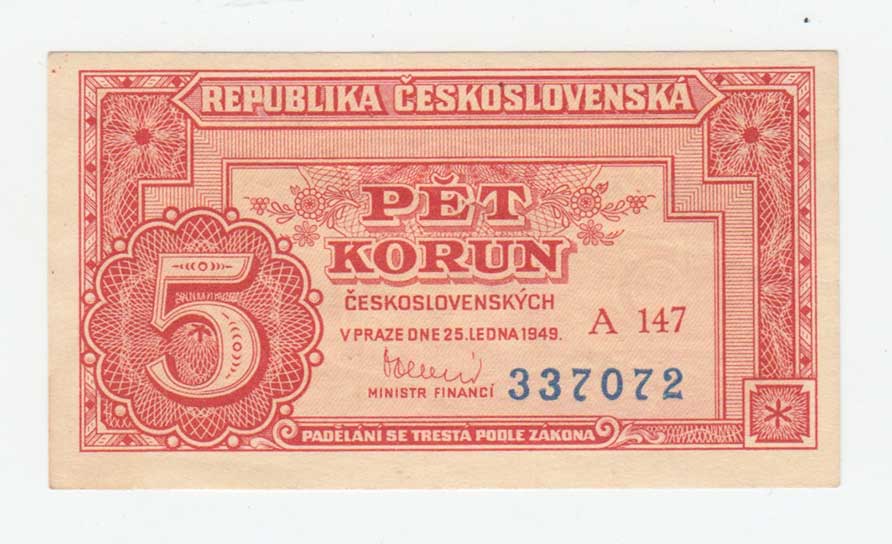 REPUBLIKA ČESKOSLOVENSKÁ
PĚT
KORUN
ČESKOSLOVENSKÝCH
V PRAZE DNE 25. LEDNA 1949.
A 147
MINISTR FINANCÍ
337072
5
PADĚLÁNÍ SE TRESTÁ PODLE ZÁKONA